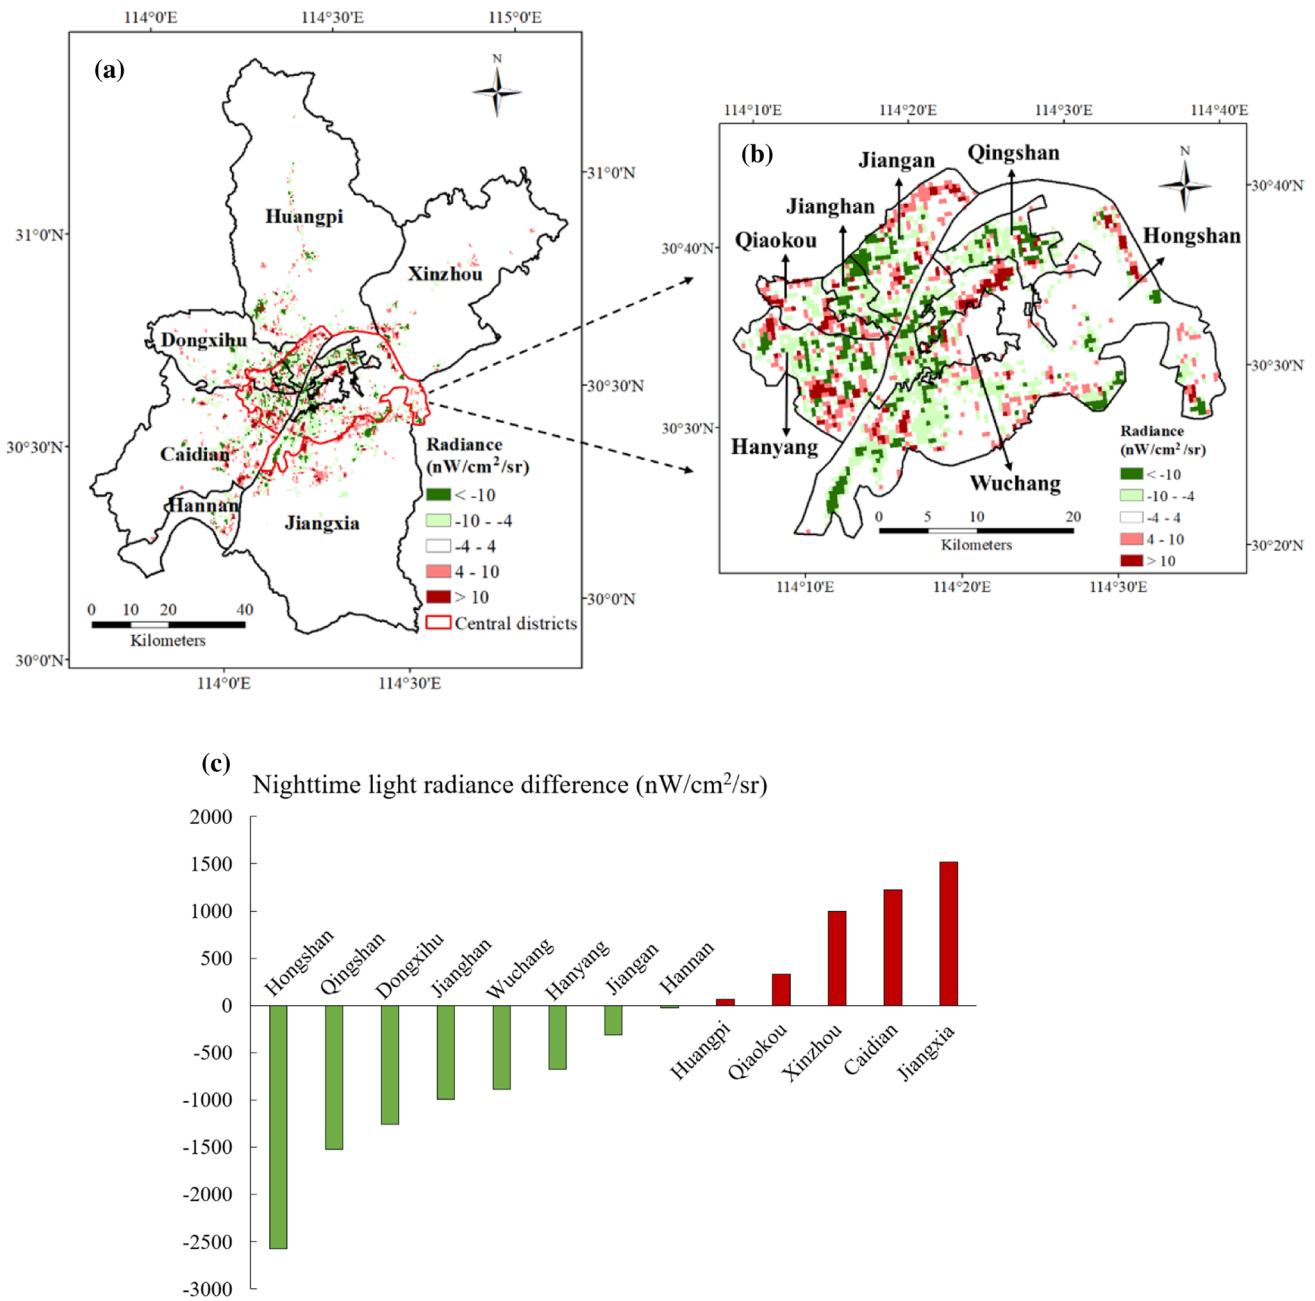 (a)
114°0'E 114°30'E 115°0'E
N
31°0'N
30°30'N
30°0'N
31°0'N
30°30'N
30°0'N
114°0'E 114°30'E
Huangpi
Xinzhou
Dongxihu
Caidian
Hannan
Jiangxia
Radiance
(nW/cm²/sr)
< -10
-10 - -4
-4 - 4
4 - 10
> 10
Central districts
0 10 20 40
Kilometers
(b)
114°10'E 114°20'E 114°30'E 114°40'E
N
30°40'N
30°30'N
30°40'N
30°30'N
30°20'N
114°10'E 114°20'E 114°30'E
Jiangan
Qingshan
Jianghan
Qiaokou
Hongshan
Hanyang
Wuchang
Radiance
(nW/cm²/sr)
< -10
-10 - -4
-4 - 4
4 - 10
> 10
0 5 10 20
Kilometers
(c)
Nighttime light radiance difference (nW/cm²/sr)
2000
1500
1000
500
0
-500
-1000
-1500
-2000
-2500
-3000
Hongshan
Qingshan
Dongxihu
Jianghan
Wuchang
Hanyang
Jiangan
Hannan
Huangpi
Qiaokou
Xinzhou
Caidian
Jiangxia